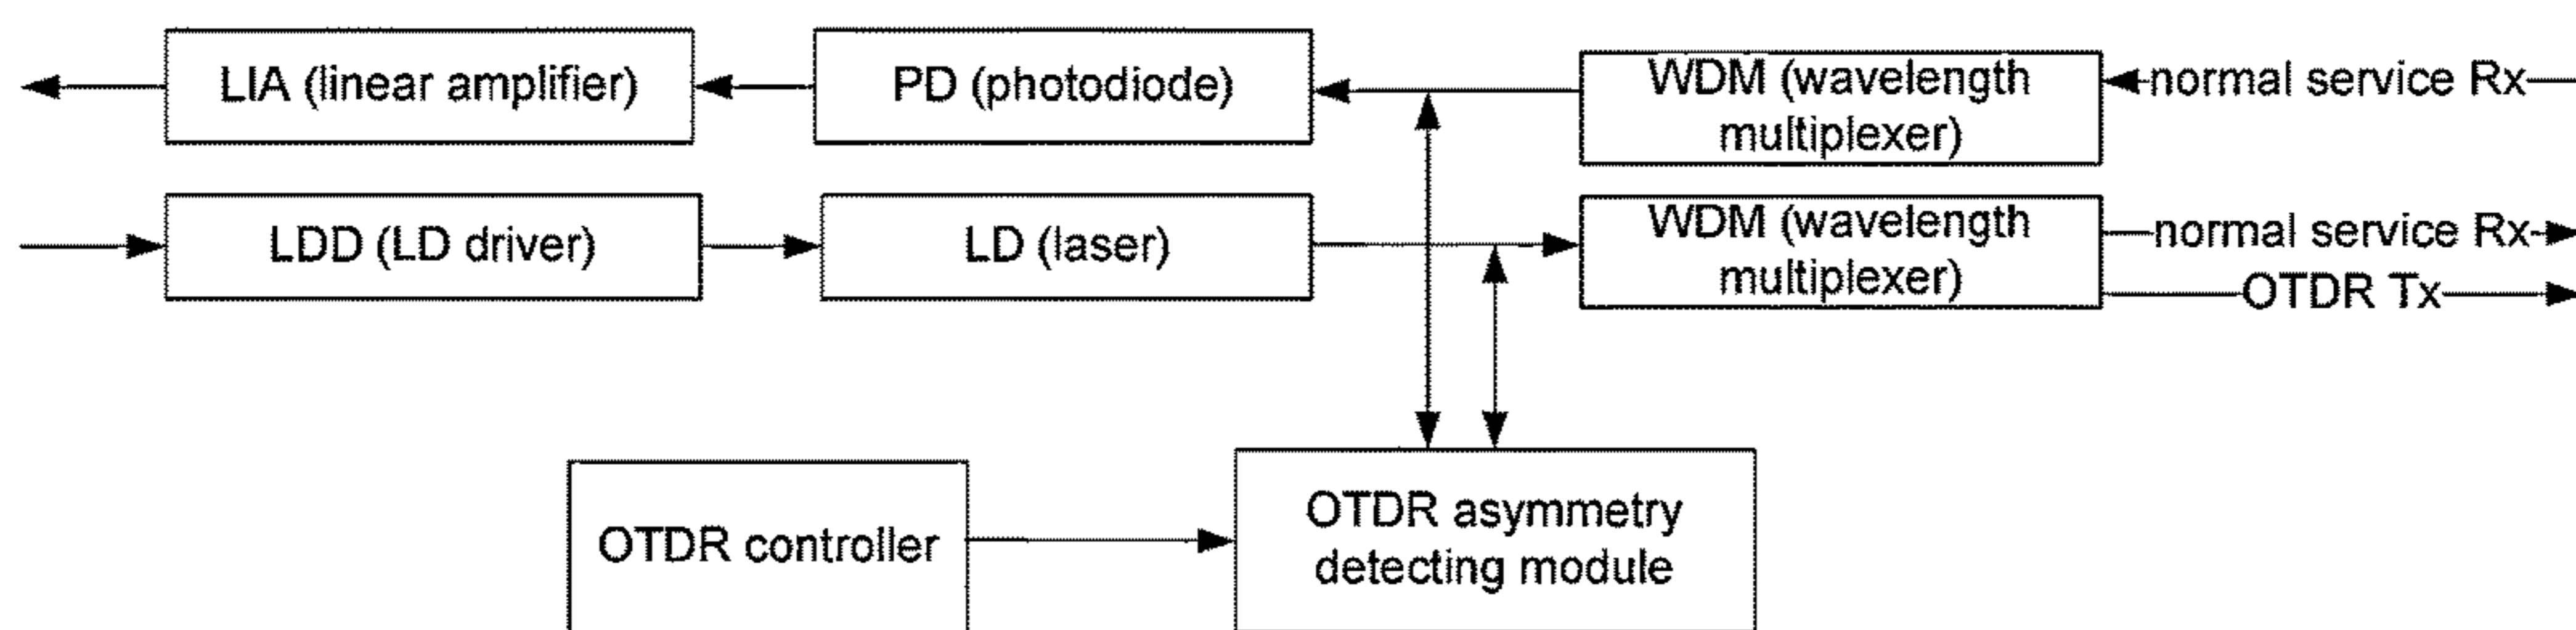 LIA (linear amplifier)
PD (photodiode)
WDM (wavelength
multiplexer)
normal service Rx
LDD (LD driver)
LD (laser)
WDM (wavelength
multiplexer)
normal service Rx
OTDR Tx
OTDR controller
OTDR asymmetry
detecting module